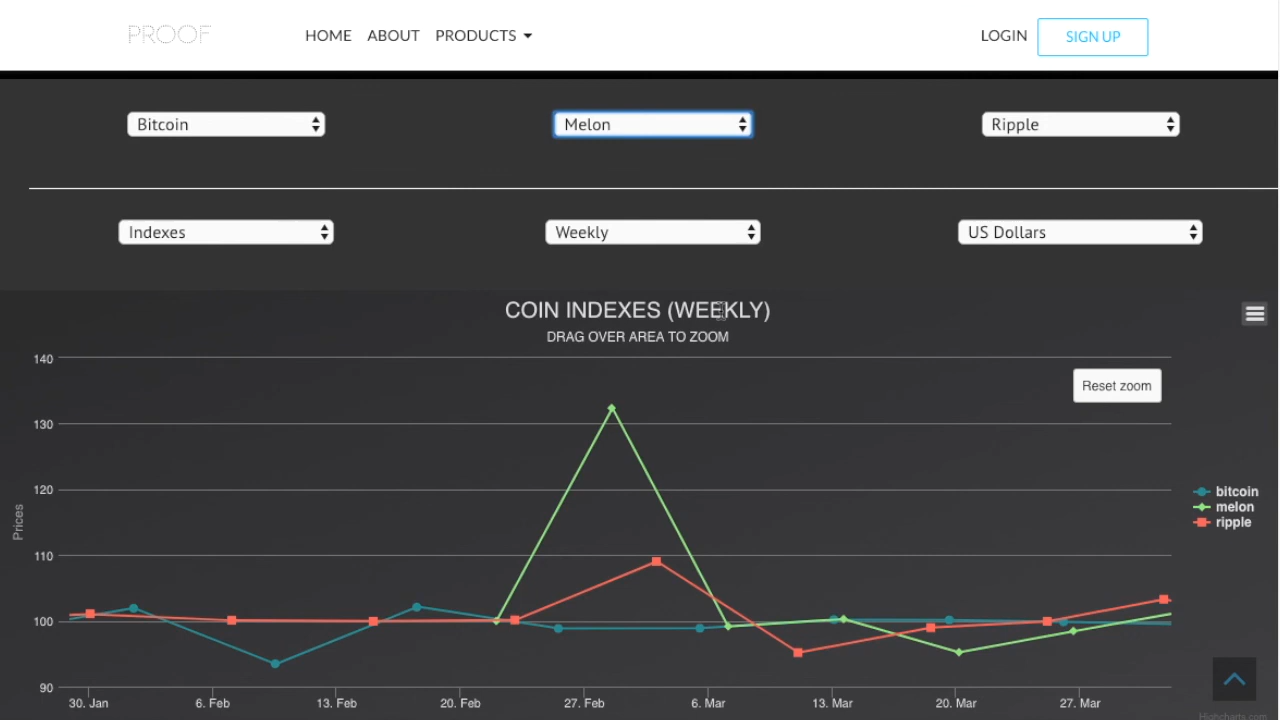 PROOF
HOME ABOUT PRODUCTS
LOGIN SIGN UP
Bitcoin Melon Ripple
Indexes Weekly US Dollars
COIN INDEXES (WEEKLY)
DRAG OVER AREA TO ZOOM
Reset zoom
140
130
120
110
100
90
Prices
bitcoin
melon
ripple
30. Jan 6. Feb 13. Feb 20. Feb 27. Feb 6. Mar 13. Mar 20. Mar 27. Mar
Highcharts.com